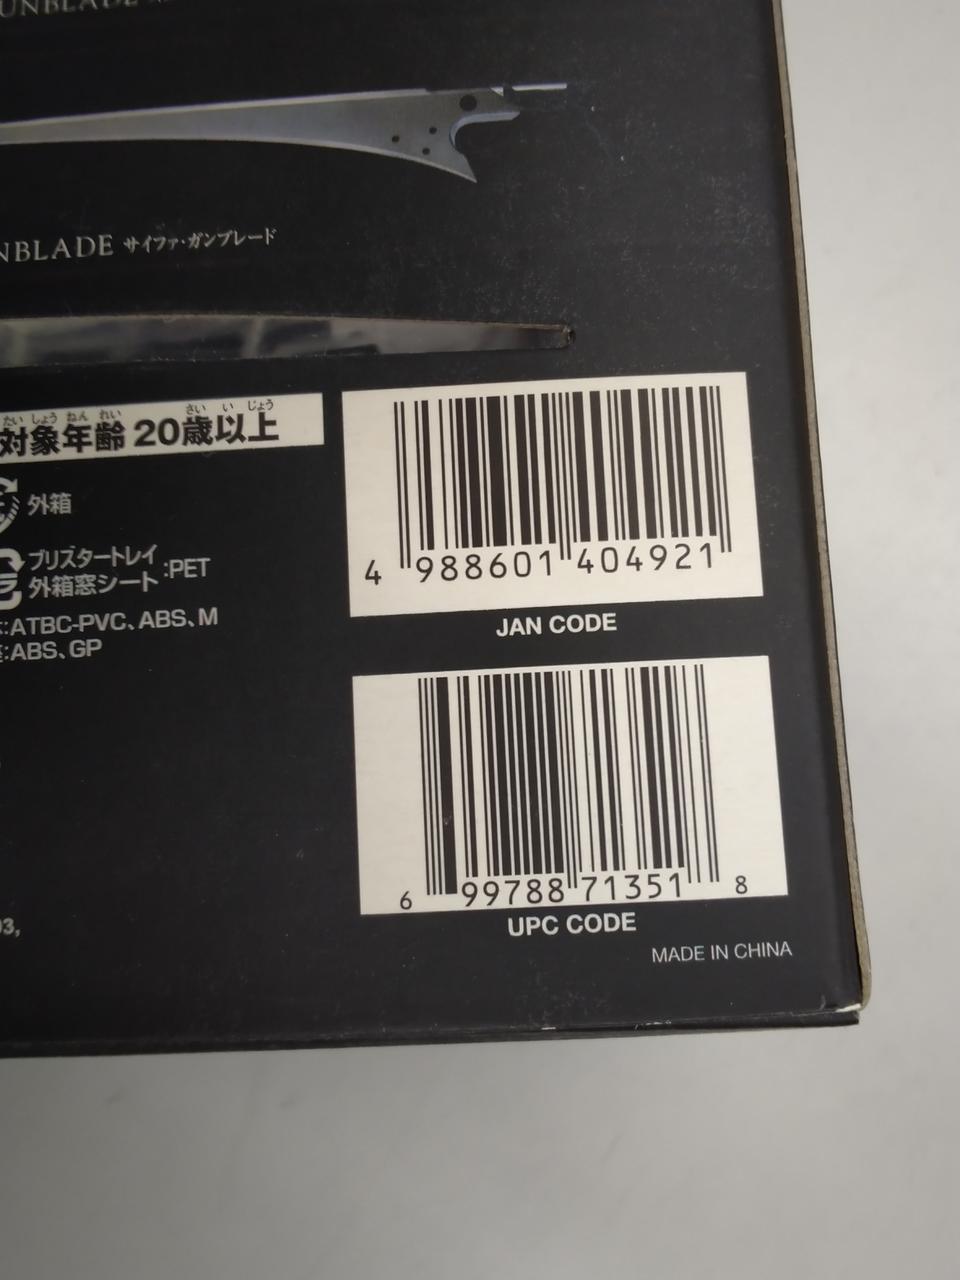 UNBLADE
NBLADE サイファ・ガンブレード
たいしょうねんれい さいいじょう
対象年齢 20歳以上
外箱
ブリスタートレイ
外箱窓シート :PET
:ATBC-PVC、ABS、M
:ABS、GP
4 988601 404921
JAN CODE
6 99788 71351 8
UPC CODE
03,
MADE IN CHINA